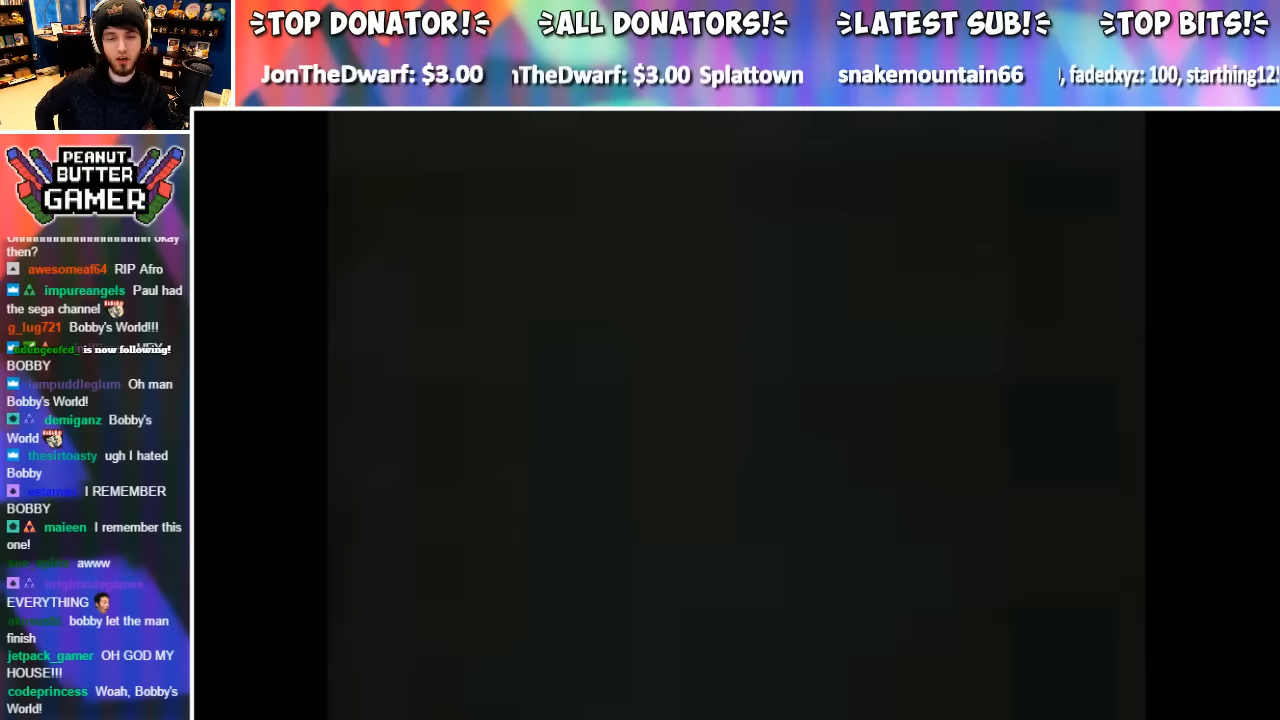 TOP DONATOR!
ALL DONATORS!
LATEST SUB!
TOP BITS!
JonTheDwarf: $3.00
TheDwarf: $3.00 Splattown
snakemountain66
, fadedxyz: 100, starthing12
PEANUT
BUTTER
GAMER
okay
then?
awesomeaf64 RIP Afro
impureangels Paul had
the sega channel
g_lug721 Bobby's World!!!
is now following!
BOBBY
iampuddleglum Oh man
Bobby's World!
demiganz Bobby's
World
thesirtoasty ugh I hated
Bobby
I REMEMBER
BOBBY
maieen I remember this
one!
awww
brightsidegames
EVERYTHING
bobby let the man
finish
jetpack_gamer OH GOD MY
HOUSE!!!
codeprincess Woah, Bobby's
World!